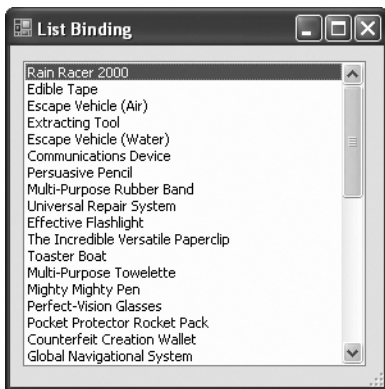 List Binding
Rain Racer 2000
Edible Tape
Escape Vehicle (Air)
Extracting Tool
Escape Vehicle (Water)
Communications Device
Persuasive Pencil
Multi-Purpose Rubber Band
Universal Repair System
Effective Flashlight
The Incredible Versatile Paperclip
Toaster Boat
Multi-Purpose Towelette
Mighty Mighty Pen
Perfect-Vision Glasses
Pocket Protector Rocket Pack
Counterfeit Creation Wallet
Global Navigational System